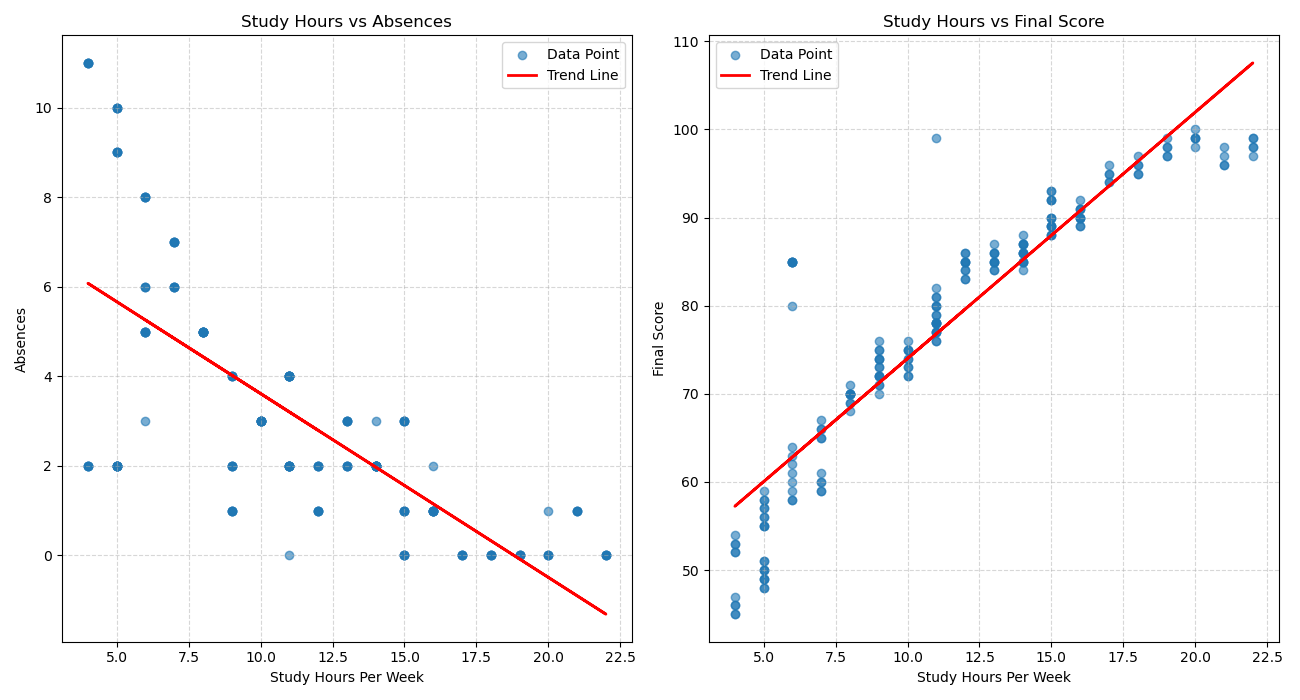 Study Hours vs Absences
Data Point
Trend Line
Absences
10
8
6
4
2
0
5.0 7.5 10.0 12.5 15.0 17.5 20.0 22.5
Study Hours Per Week
Study Hours vs Final Score
Data Point
Trend Line
Final Score
110
100
90
80
70
60
50
5.0 7.5 10.0 12.5 15.0 17.5 20.0 22.5
Study Hours Per Week